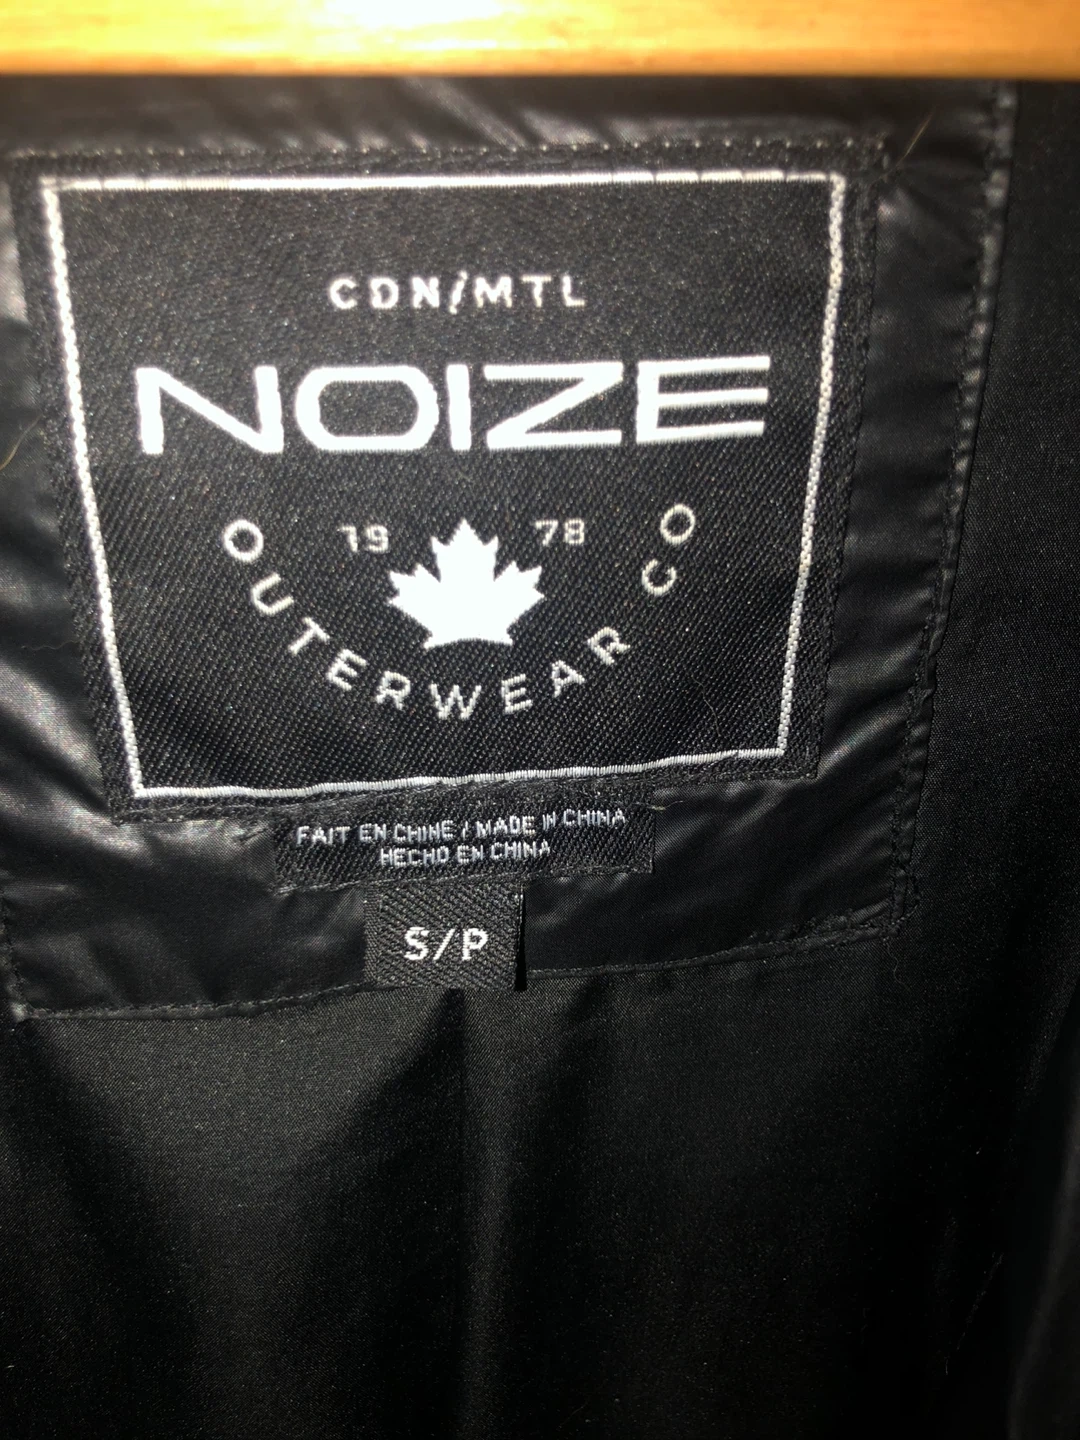 CDN/MTL
NOIZE
19 78
OUTERWEAR CO
FAIT EN CHINE / MADE IN CHINA
HECHO EN CHINA
S/P